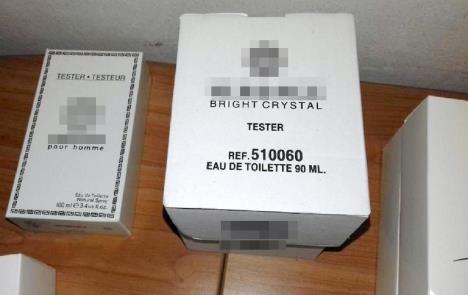 TESTER • TESTEUR
pour homme
Eau de Toilette
Natural Spray
100 ml e 3.4 US fl.oz.
BRIGHT CRYSTAL
TESTER
REF. 510060
EAU DE TOILETTE 90 ML.